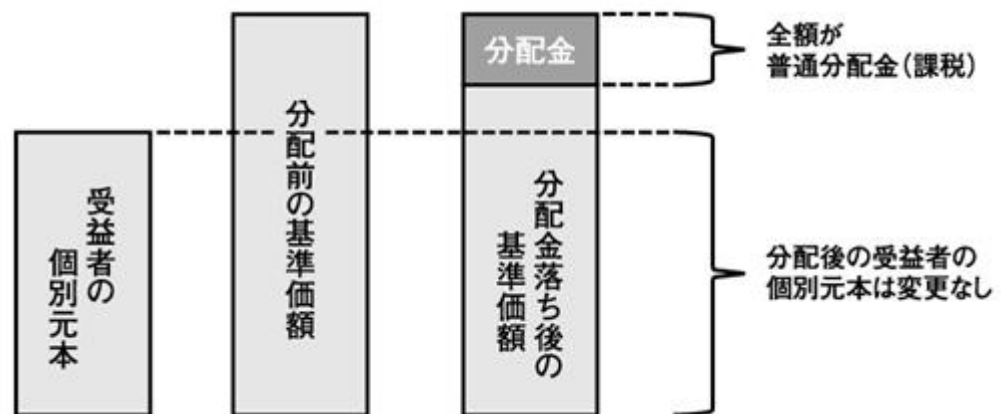 受益者の
個別元本
分配前の基準価額
分配金
分配金落ち後の
基準価額
全額が
普通分配金（課税）
分配後の受益者の
個別元本は変更なし